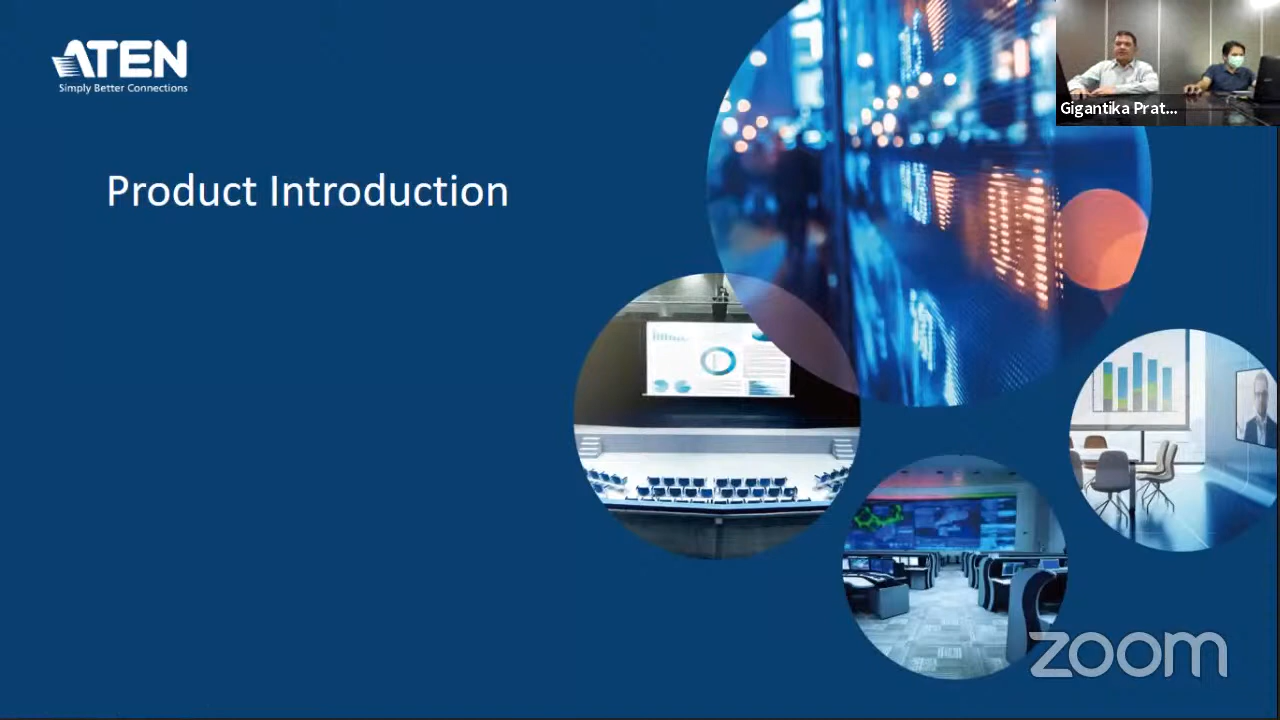 ATEN
Simply Better Connections
Gigantika Prat...
Product Introduction
zoom